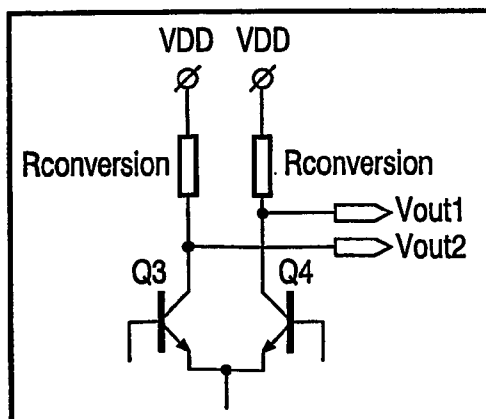 VDD VDD
Rconversion Rconversion
Vout1
Vout2
Q3 Q4